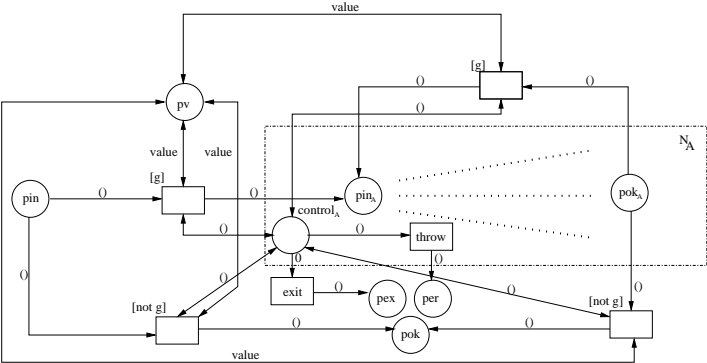 value
[g]
()
()
()
pv
N A
value
value
[g]
pin
()
()
pin A
pok A
control A
()
()
throw
()
()
0
()
()
()
exit
()
pex
per
[not g]
[not g]
()
pok
()
value